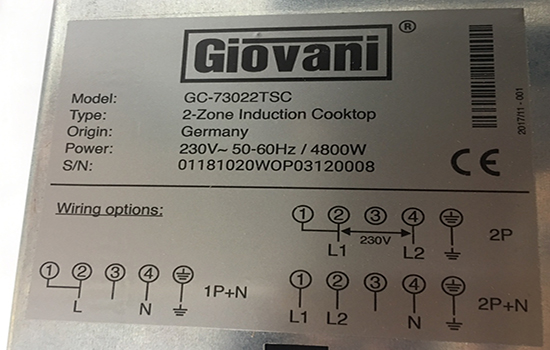 Giovani ®
Model: GC-73022TSC
Type: 2-Zone Induction Cooktop
Origin: Germany
Power: 230V~ 50-60Hz / 4800W
S/N: 01181020WOP03120008
CE
2017/11 - 001
Wiring options:
1 2 3 4
230V
L1 L2
2P
1 2 3 4
L N
1P+N
1 2 3 4
L1 L2 N
2P+N